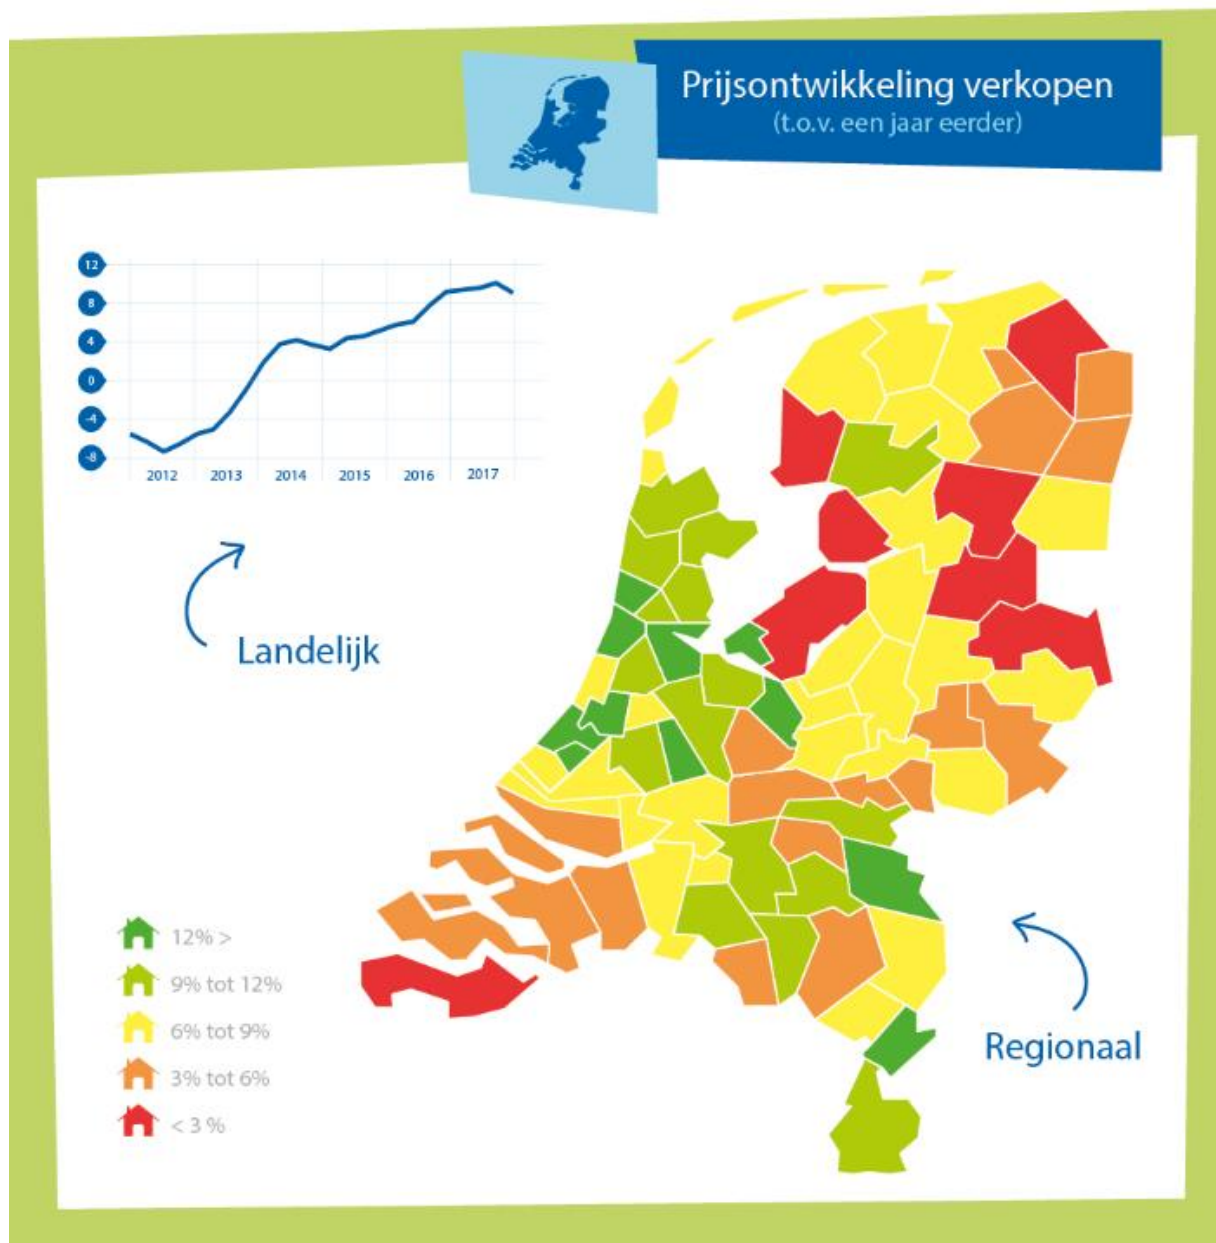 Prijsontwikkeling verkopen
(t.o.v. een jaar eerder)
12
8
4
0
-4
-8
2012 2013 2014 2015 2016 2017
Landelijk
12% >
9% tot 12%
6% tot 9%
3% tot 6%
< 3 %
Regionaal